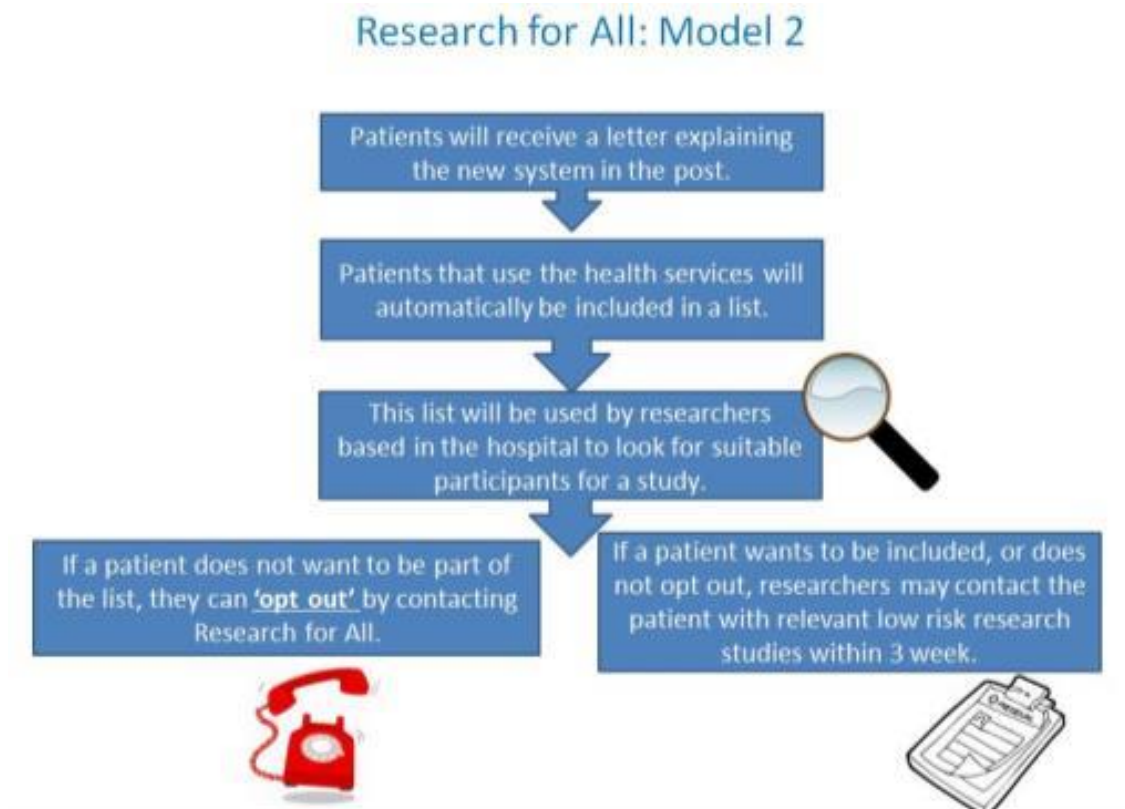 Research for All: Model 2
Patients will receive a letter explaining
the new system in the post.
Patients that use the health services will
automatically be included in a list.
This list will be used by researchers
based in the hospital to look for suitable
participants for a study.
If a patient does not want to be part of
the list, they can 'opt out' by contacting
Research for All.
If a patient wants to be included, or does
not opt out, researchers may contact the
patient with relevant low risk research
studies within 3 week.